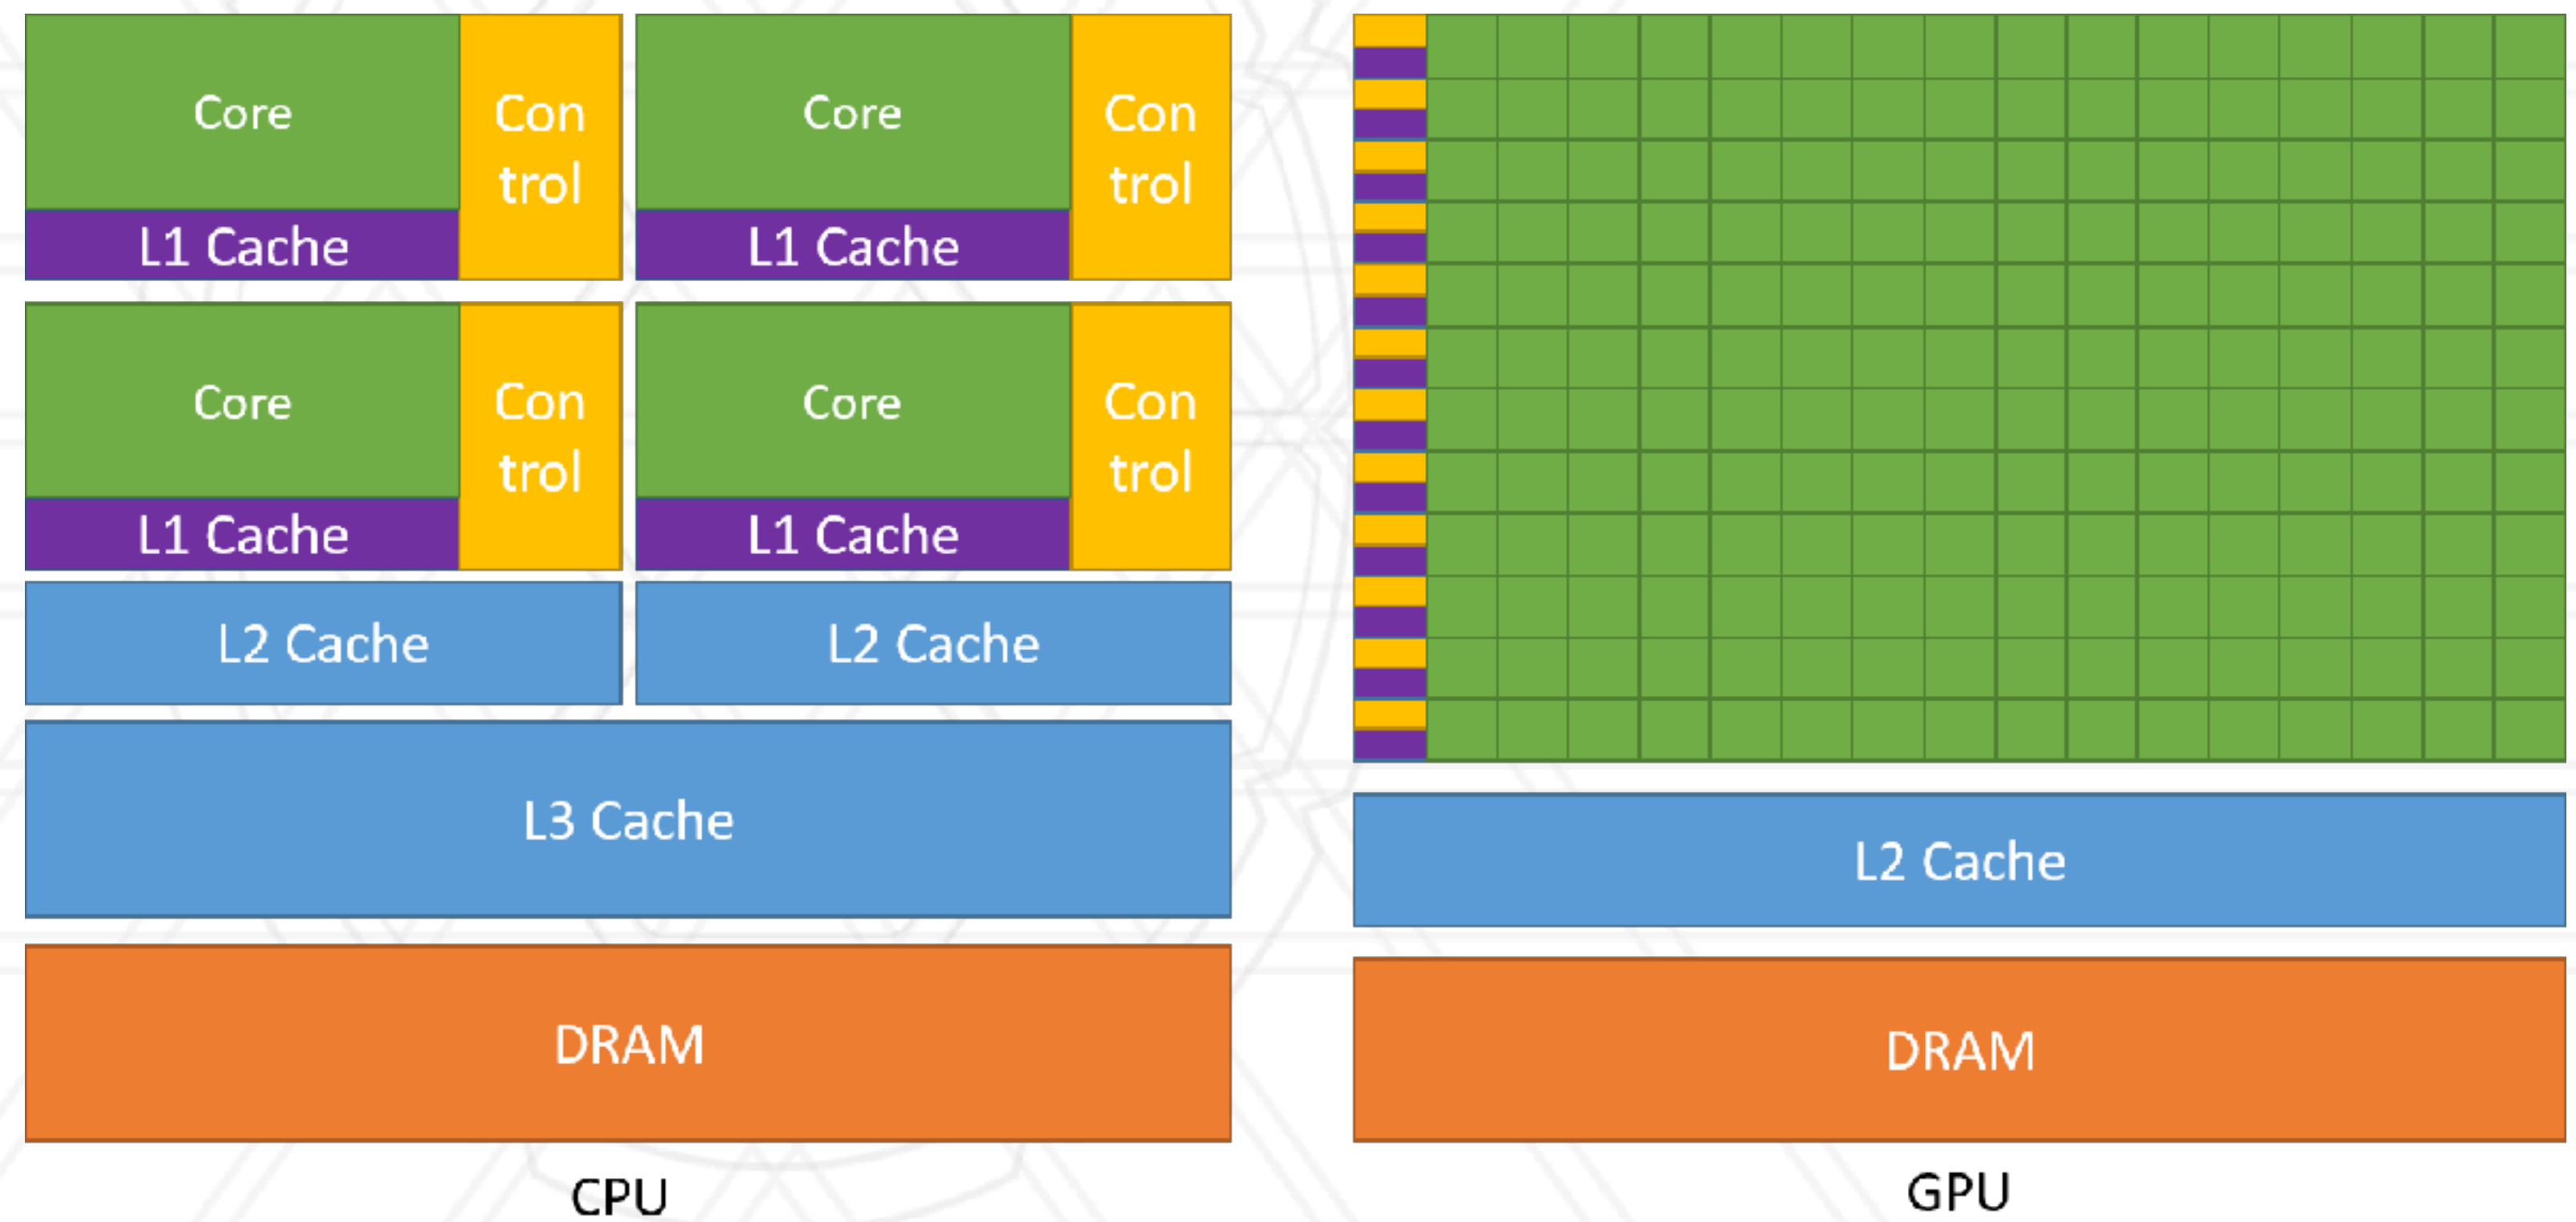 Core
Con
trol
L1 Cache
Core
Con
trol
L1 Cache
Core
Con
trol
L1 Cache
Core
Con
trol
L1 Cache
L2 Cache
L2 Cache
L3 Cache
DRAM
CPU
L2 Cache
DRAM
GPU